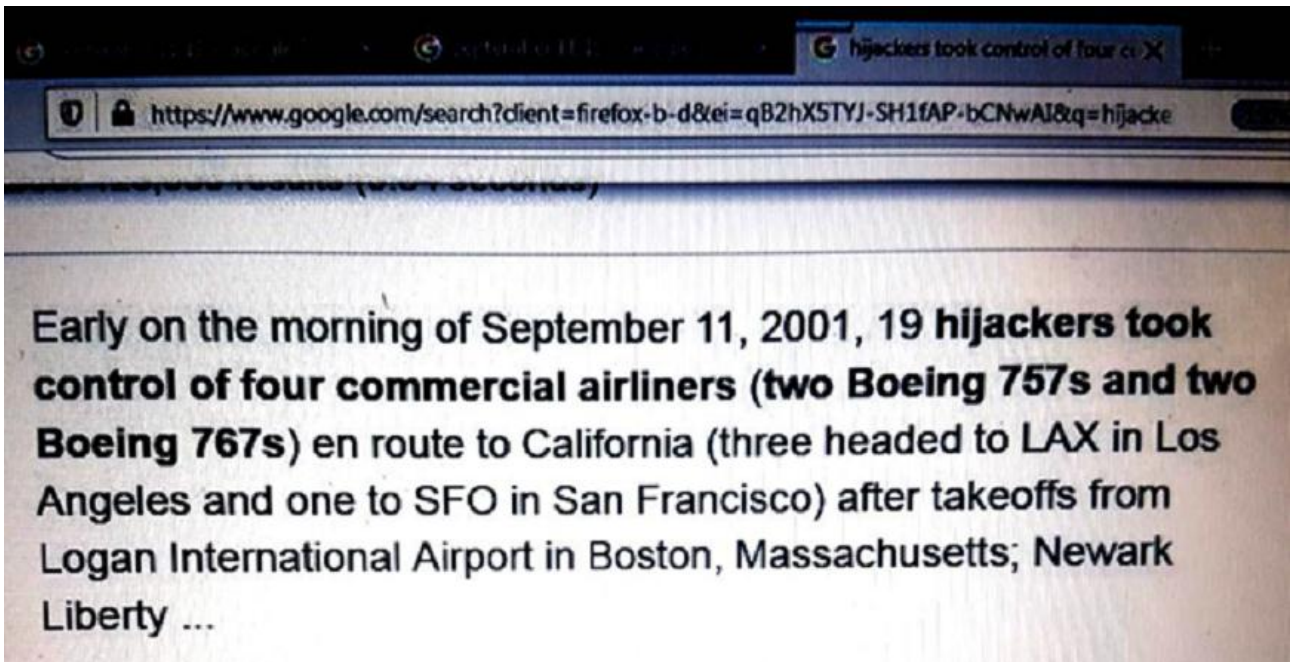 hijackers took control of four ci
https://www.google.com/search?client=firefox-b-d&ei=qB2hX5TYJ-SH1fAP-bCNwAI&q=hijacke
results
seconds)
Early on the morning of September 11, 2001, 19 hijackers took
control of four commercial airliners (two Boeing 757s and two
Boeing 767s) en route to California (three headed to LAX in Los
Angeles and one to SFO in San Francisco) after takeoffs from
Logan International Airport in Boston, Massachusetts; Newark
Liberty ...